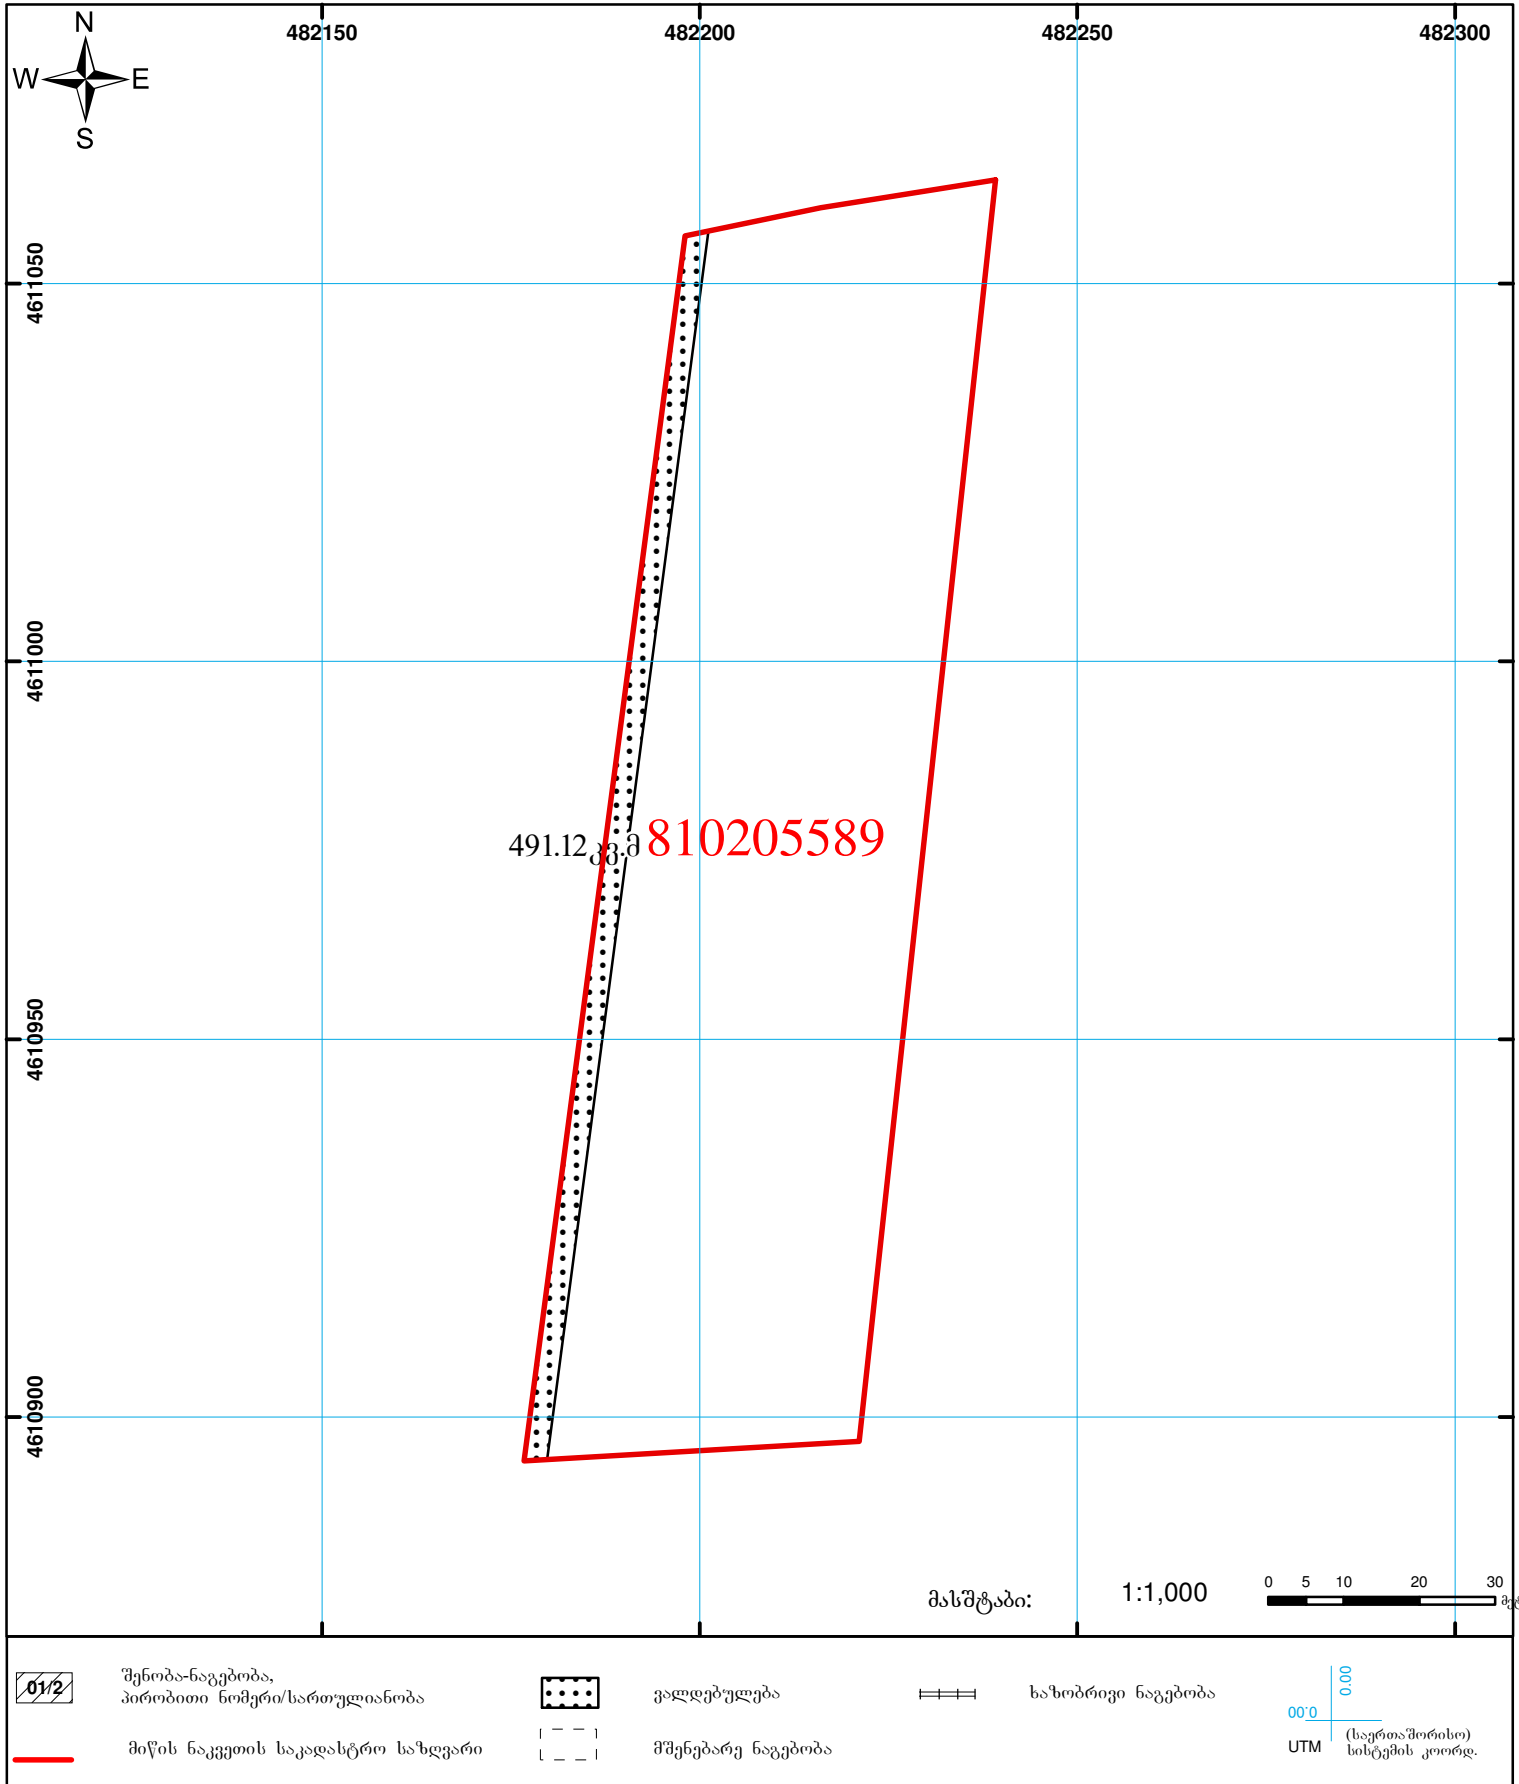 N
W E
S
482150 482200 482250 482300
4611050
4611000
4610950
4610900
491.12კვ.მ 810205589
მასშტაბი: 1:1,000
0 5 10 20 30
01/2 შენობა-ნაგებობა,
პირობითი ნომერი/სართულიანობა
ვალდებულება
ხაზობრივი ნაგებობა
მიწის ნაკვეთის საკადასტრო საზღვარი
მშენებარე ნაგებობა
00'0
00'0
UTM (საერთაშორისო)
სისტემის კოორდ.